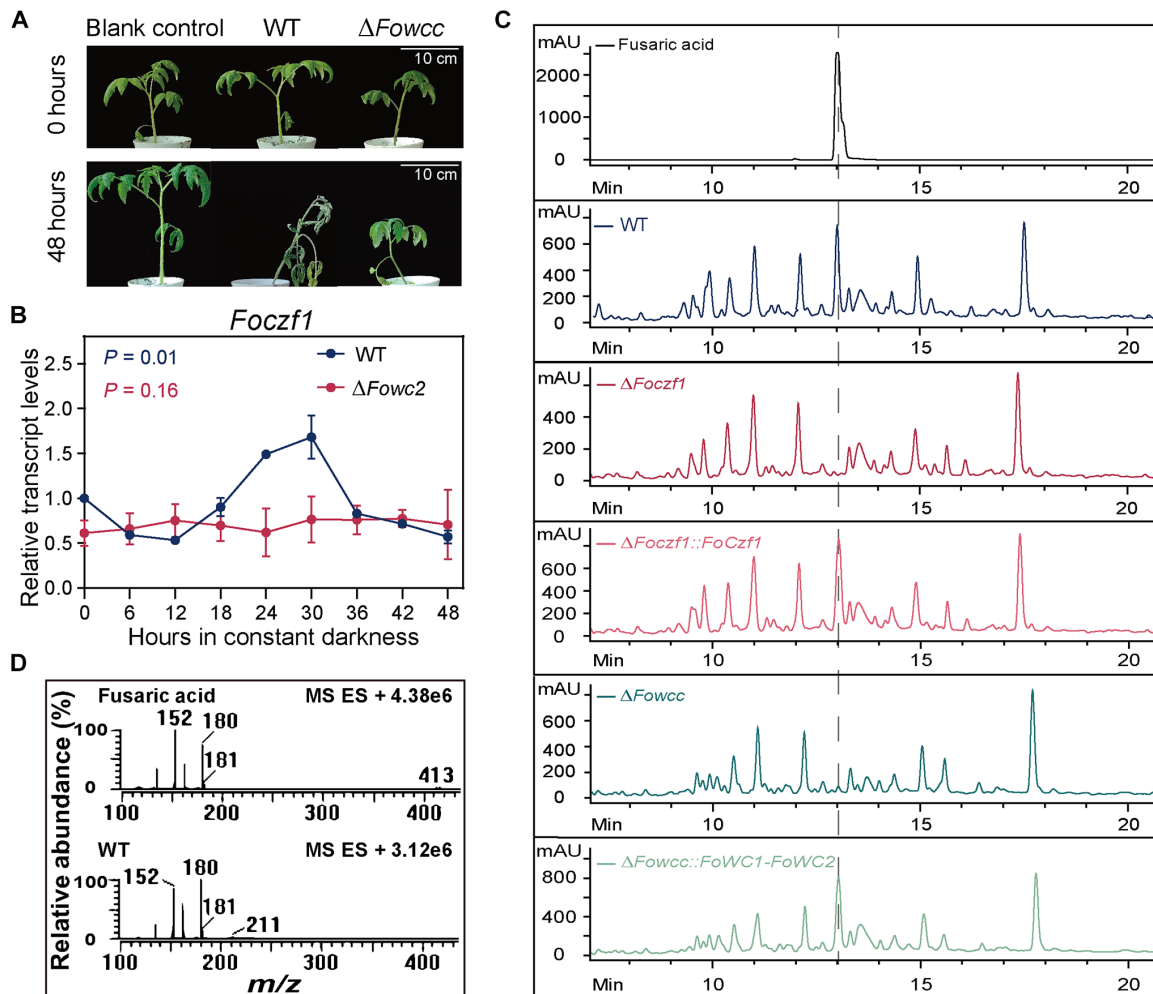 A
Blank control WT ΔFowcc
0 hours
10 cm
48 hours
10 cm
B
Foczf1
Relative transcript levels
2.5
2.0
1.5
1.0
0.5
0.0
P = 0.01
P = 0.16
WT
ΔFowc2
0 6 12 18 24 30 36 42 48
Hours in constant darkness
D
Relative abundance (%)
Fusaric acid MS ES + 4.38e6
100
0
152
180
181
413
100 200 300 400
WT MS ES + 3.12e6
100
0
152
180
181
211
100 200 300 400
m/z
C
mAU
Fusaric acid
2000
1000
0
Min 10 15 20
mAU
WT
600
400
200
0
Min 10 15 20
mAU
ΔFoczf1
400
200
0
Min 10 15 20
mAU
ΔFoczf1::FoCzf1
600
400
200
0
Min 10 15 20
mAU
ΔFowcc
600
400
200
0
Min 10 15 20
mAU
ΔFowcc::FoWC1-FoWC2
800
400
0
Min 10 15 20